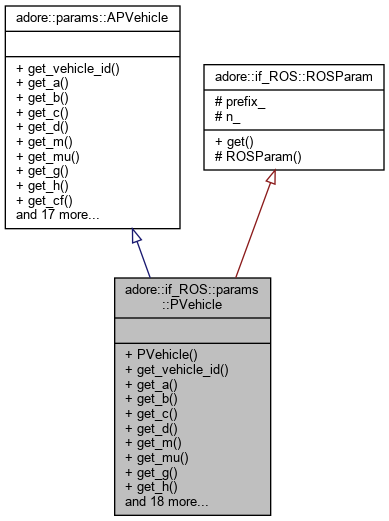 adore::params::APVehicle
+ get_vehicle_id()
+ get_a()
+ get_b()
+ get_c()
+ get_d()
+ get_m()
+ get_mu()
+ get_g()
+ get_h()
+ get_cf()
and 17 more...
adore::if_ROS::ROSParam
# prefix_
# n_
+ get()
# ROSParam()
adore::if_ROS::params
::PVehicle
+ PVehicle()
+ get_vehicle_id()
+ get_a()
+ get_b()
+ get_c()
+ get_d()
+ get_m()
+ get_mu()
+ get_g()
+ get_h()
and 18 more...